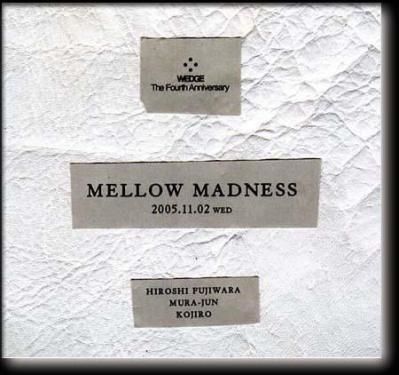 WEDGE
The Fourth Anniversary
MELLOW MADNESS
2005.11.02 WED
HIROSHI FUJIWARA
MURA-JUN
KOJIRO